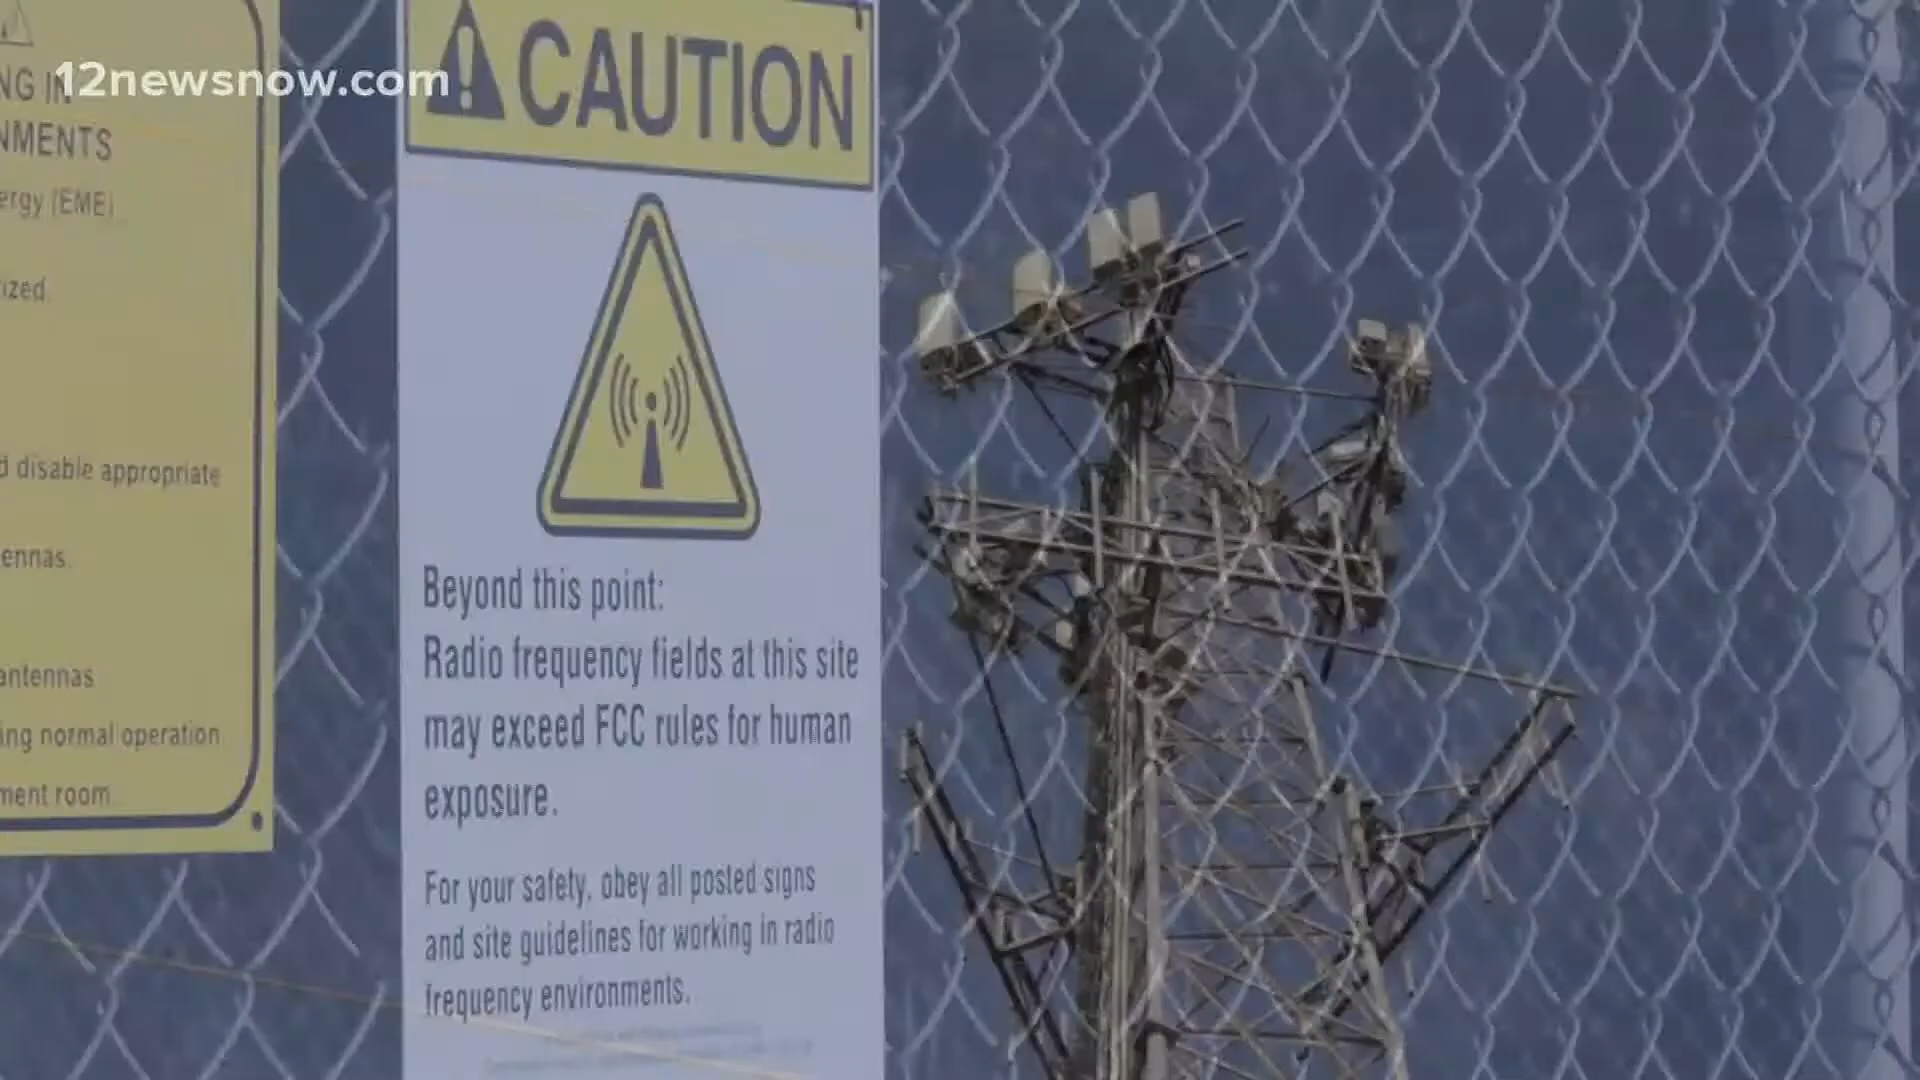 12newsnow.com
NG IN
NMENTS
ergy (EME)
ized.
d disable appropriate
ennas.
antennas
ing normal operation
ment room.
CAUTION
Beyond this point:
Radio frequency fields at this site
may exceed FCC rules for human
exposure.
For your safety, obey all posted signs
and site guidelines for working in radio
frequency environments.